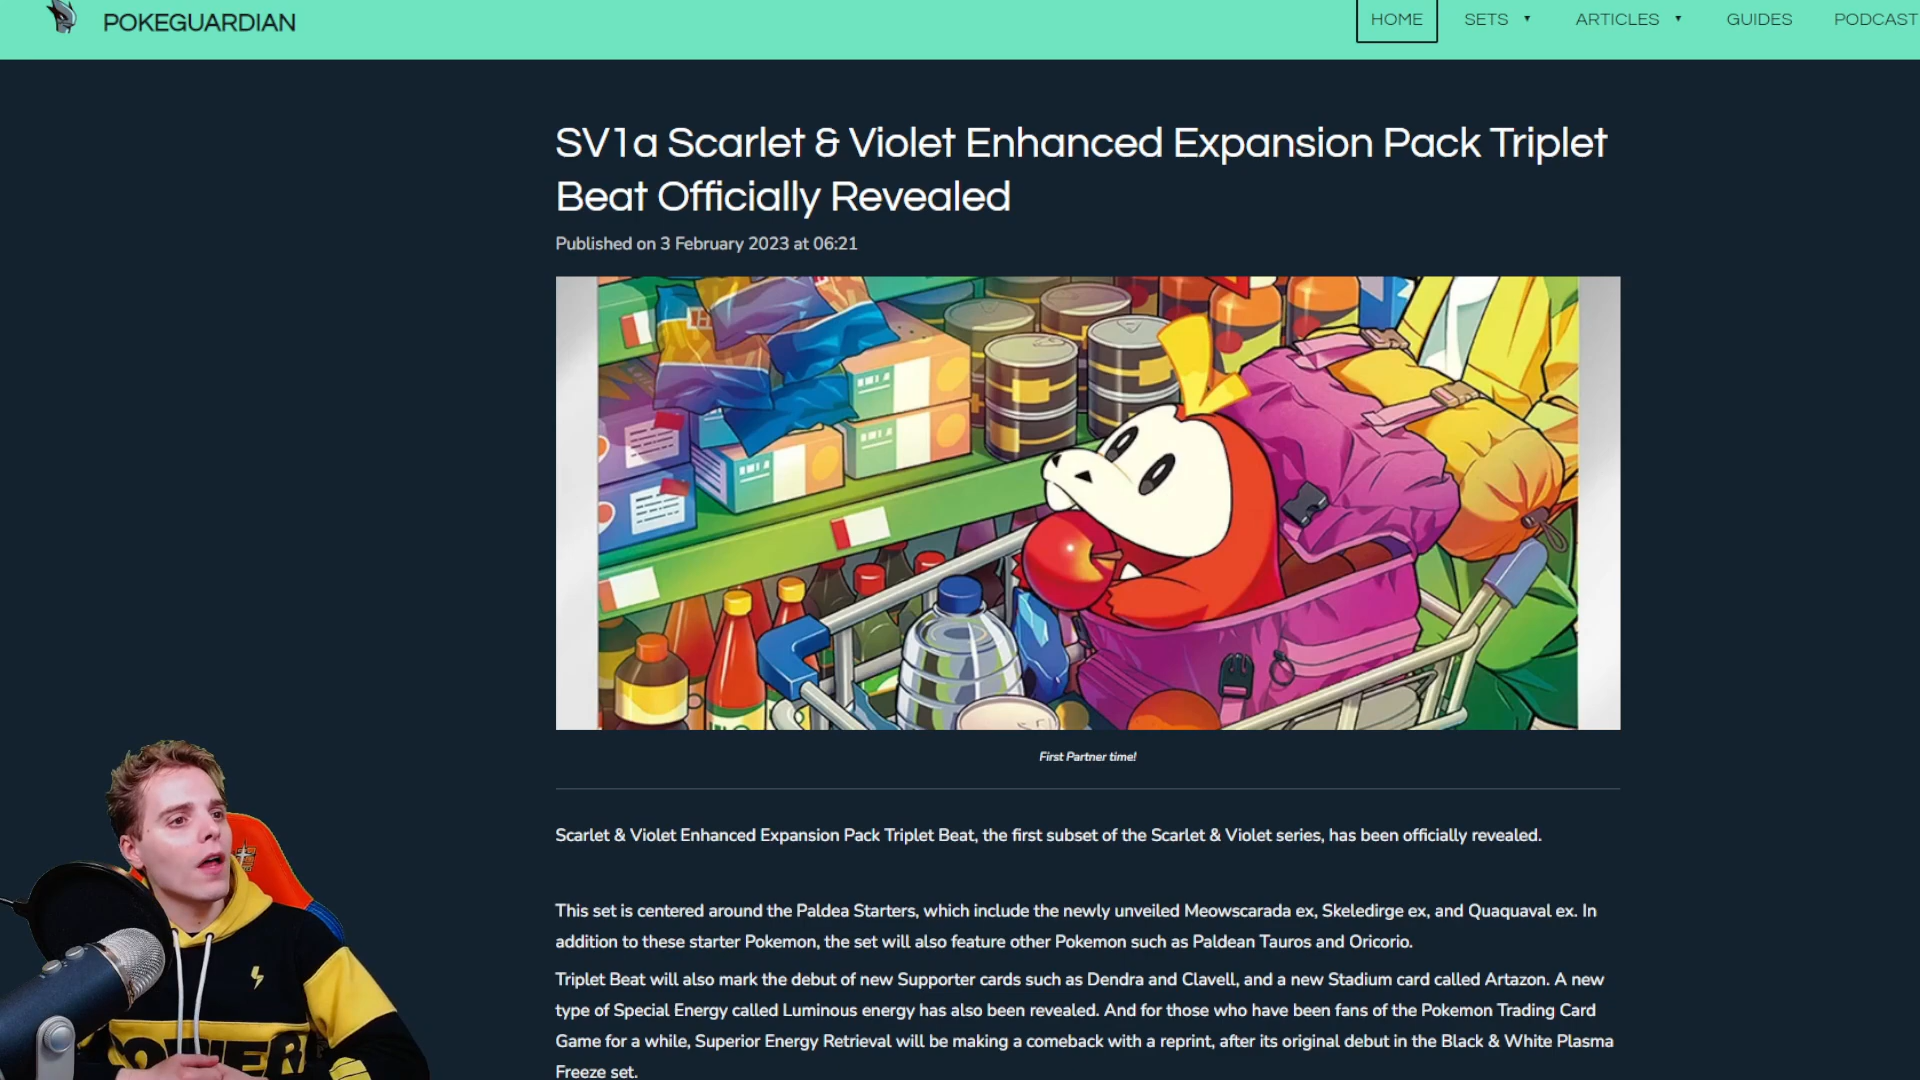 POKEGUARDIAN
HOME
SETS
ARTICLES
GUIDES
PODCAST
SV1a Scarlet & Violet Enhanced Expansion Pack Triplet
Beat Officially Revealed
Published on 3 February 2023 at 06:21
First Partner time!
Scarlet & Violet Enhanced Expansion Pack Triplet Beat, the first subset of the Scarlet & Violet series, has been officially revealed.
This set is centered around the Paldea Starters, which include the newly unveiled Meowscarada ex, Skeledirge ex, and Quaquaval ex. In
addition to these starter Pokemon, the set will also feature other Pokemon such as Paldean Tauros and Oricorio.
Triplet Beat will also mark the debut of new Supporter cards such as Dendra and Clavell, and a new Stadium card called Artazon. A new
type of Special Energy called Luminous energy has also been revealed. And for those who have been fans of the Pokemon Trading Card
Game for a while, Superior Energy Retrieval will be making a comeback with a reprint, after its original debut in the Black & White Plasma
Freeze set.